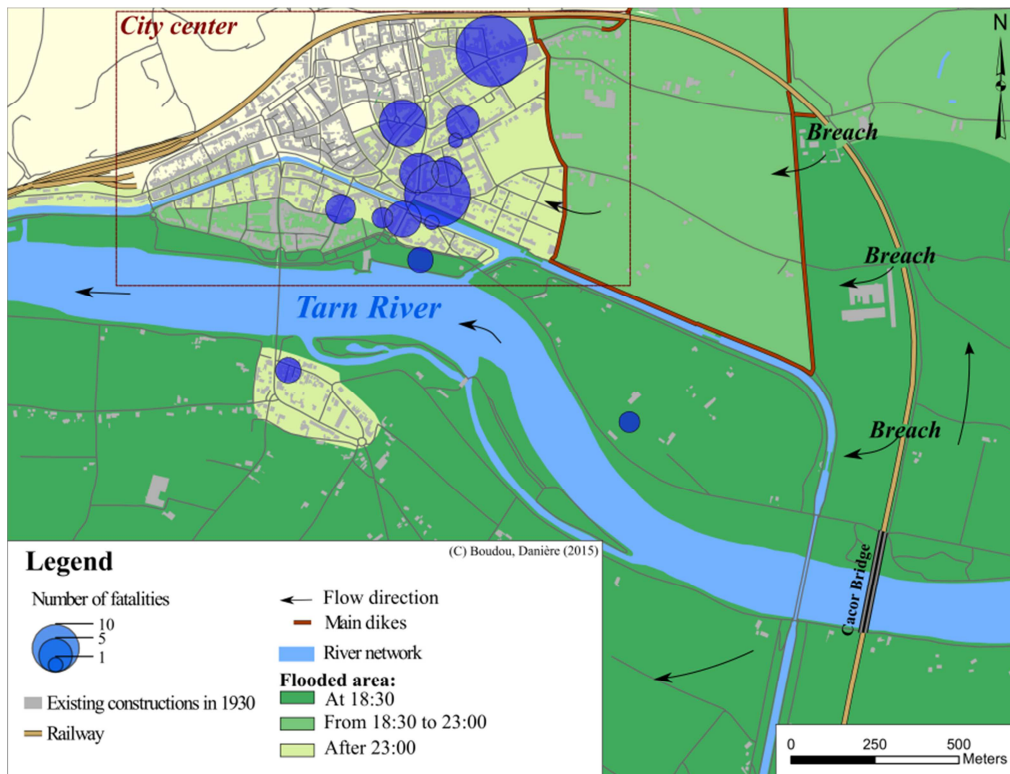 City center
N
Breach
Breach
Tarn River
Breach
Cacor Bridge
(C) Boudou, Danière (2015)
Legend
Number of fatalities
10
5
1
Existing constructions in 1930
Railway
Flow direction
Main dikes
River network
Flooded area:
At 18:30
From 18:30 to 23:00
After 23:00
0 250 500
Meters